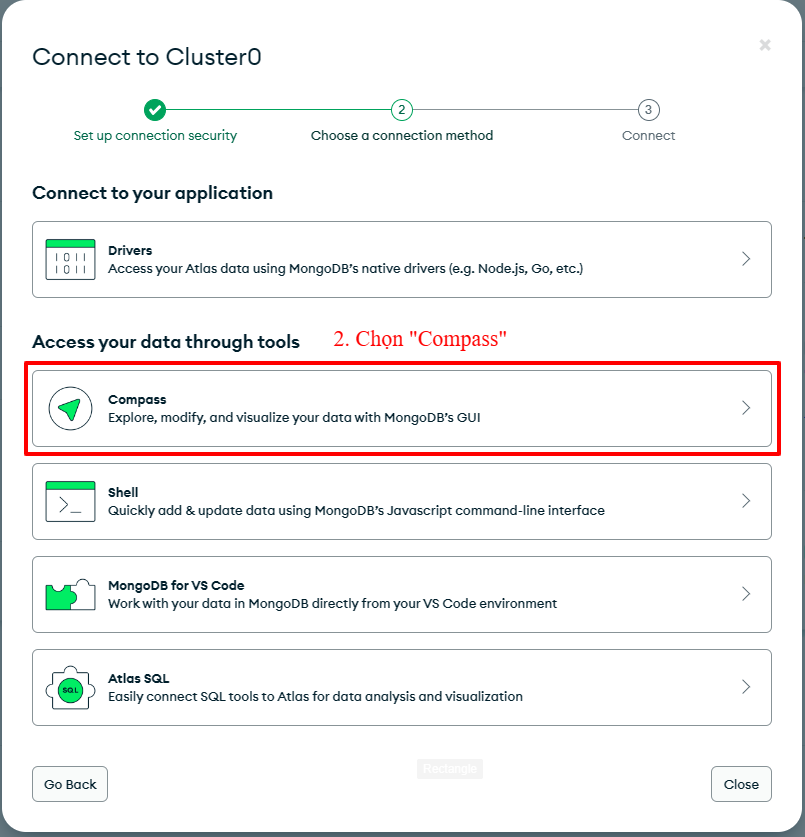 Connect to Cluster0
2
3
Set up connection security
Choose a connection method
Connect
Connect to your application
Drivers
Access your Atlas data using MongoDB's native drivers (e.g. Node.js, Go, etc.)
Access your data through tools
2. Chọn "Compass"
Compass
Explore, modify, and visualize your data with MongoDB's GUI
Shell
Quickly add & update data using MongoDB's Javascript command-line interface
MongoDB for VS Code
Work with your data in MongoDB directly from your VS Code environment
SQL
Atlas SQL
Easily connect SQL tools to Atlas for data analysis and visualization
Rectangle
Go Back
Close